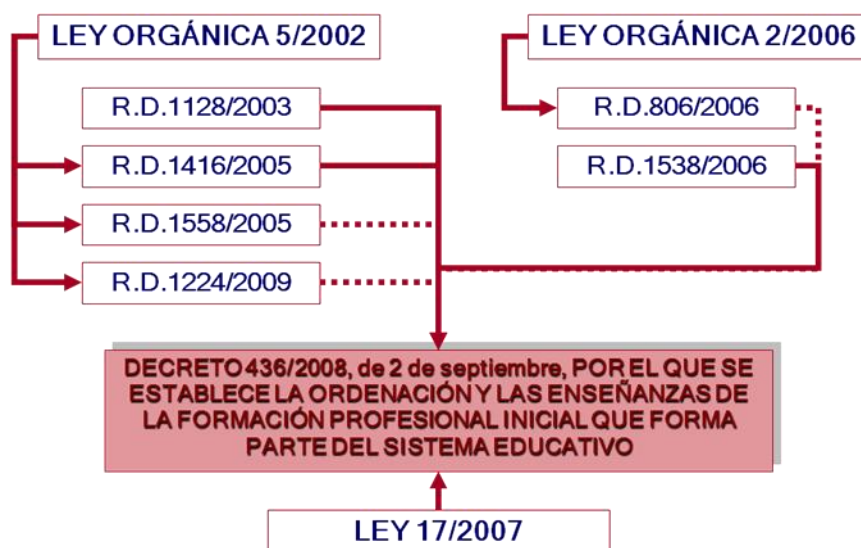 LEY ORGÁNICA 5/2002
LEY ORGÁNICA 2/2006
R.D.1128/2003
R.D.806/2006
R.D.1416/2005
R.D.1538/2006
R.D.1558/2005
R.D.1224/2009
DECRETO 436/2008, de 2 de septiembre, POR EL QUE SE
ESTABLECE LA ORDENACIÓN Y LAS ENSEÑANZAS DE
LA FORMACIÓN PROFESIONAL INICIAL QUE FORMA
PARTE DEL SISTEMA EDUCATIVO
LEY 17/2007